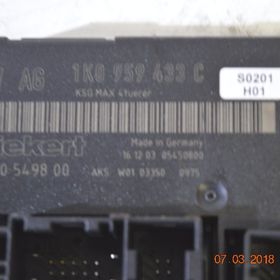 AG 1K0 959 433 C
KSG MAX 4tuerer
S0201
H01
iekert
Made in Germany
16 12 03 05450800
0 5498 00
AKS W01 03350 0975
07.03.2018